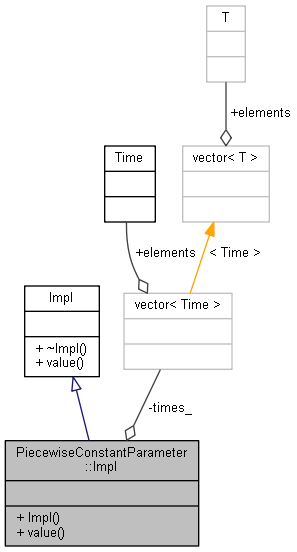 T
+elements
Time
vector< T >
+elements
< Time >
Impl
+ ~Impl()
+ value()
vector< Time >
-times_
PiecewiseConstantParameter
::Impl
+ Impl()
+ value()